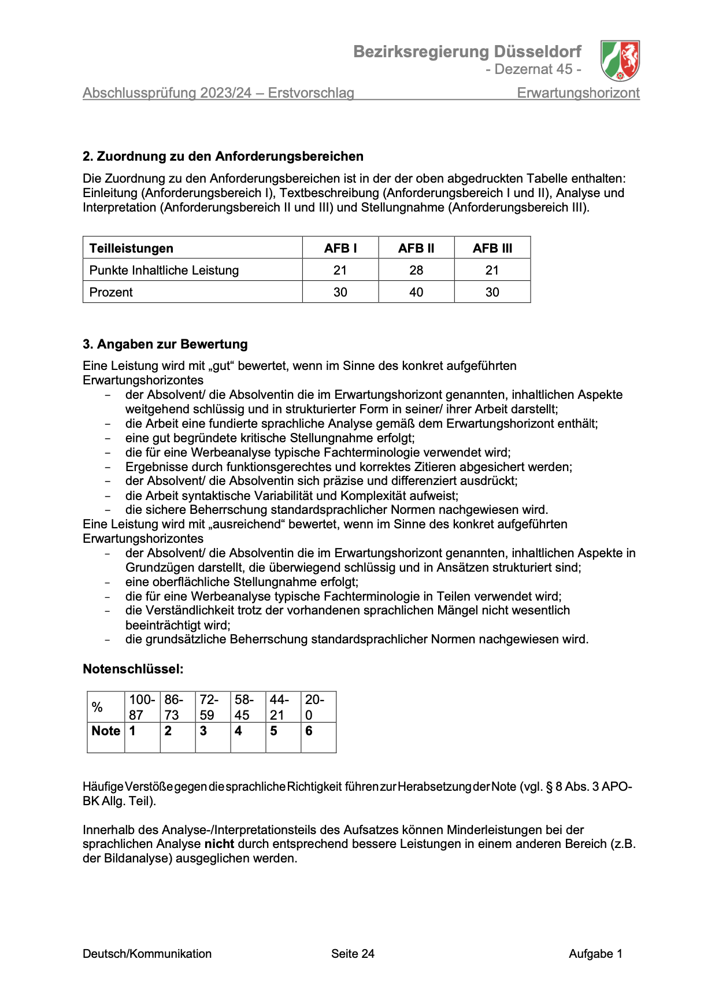 Bezirksregierung Düsseldorf
- Dezernat 45 -
Abschlussprüfung 2023/24 – Erstvorschlag Erwartungshorizont
2. Zuordnung zu den Anforderungsbereichen
Die Zuordnung zu den Anforderungsbereichen ist in der der oben abgedruckten Tabelle enthalten:
Einleitung (Anforderungsbereich I), Textbeschreibung (Anforderungsbereich I und II), Analyse und
Interpretation (Anforderungsbereich II und III) und Stellungnahme (Anforderungsbereich III).
Teilleistungen AFB I AFB II AFB III
Punkte Inhaltliche Leistung 21 28 21
Prozent 30 40 30
3. Angaben zur Bewertung
Eine Leistung wird mit „gut“ bewertet, wenn im Sinne des konkret aufgeführten
Erwartungshorizontes
– der Absolvent/ die Absolventin die im Erwartungshorizont genannten, inhaltlichen Aspekte
weitgehend schlüssig und in strukturierter Form in seiner/ ihrer Arbeit darstellt;
– die Arbeit eine fundierte sprachliche Analyse gemäß dem Erwartungshorizont enthält;
– eine gut begründete kritische Stellungnahme erfolgt;
– die für eine Werbeanalyse typische Fachterminologie verwendet wird;
– Ergebnisse durch funktionsgerechtes und korrektes Zitieren abgesichert werden;
– der Absolvent/ die Absolventin sich präzise und differenziert ausdrückt;
– die Arbeit syntaktische Variabilität und Komplexität aufweist;
– die sichere Beherrschung standardsprachlicher Normen nachgewiesen wird.
Eine Leistung wird mit „ausreichend“ bewertet, wenn im Sinne des konkret aufgeführten
Erwartungshorizontes
– der Absolvent/ die Absolventin die im Erwartungshorizont genannten, inhaltlichen Aspekte in
Grundzügen darstellt, die überwiegend schlüssig und in Ansätzen strukturiert sind;
– eine oberflächliche Stellungnahme erfolgt;
– die für eine Werbeanalyse typische Fachterminologie in Teilen verwendet wird;
– die Verständlichkeit trotz der vorhandenen sprachlichen Mängel nicht wesentlich
beeinträchtigt wird;
– die grundsätzliche Beherrschung standardsprachlicher Normen nachgewiesen wird.
Notenschlüssel:
% 100- 86- 72- 58- 44- 20-
87 73 59 45 21 0
Note 1 2 3 4 5 6
Häufige Verstöße gegen die sprachliche Richtigkeit führen zur Herabsetzung der Note (vgl. § 8 Abs. 3 APO-
BK Allg. Teil).
Innerhalb des Analyse-/Interpretationsteils des Aufsatzes können Minderleistungen bei der
sprachlichen Analyse nicht durch entsprechend bessere Leistungen in einem anderen Bereich (z.B.
der Bildanalyse) ausgeglichen werden.
Deutsch/Kommunikation Seite 24 Aufgabe 1